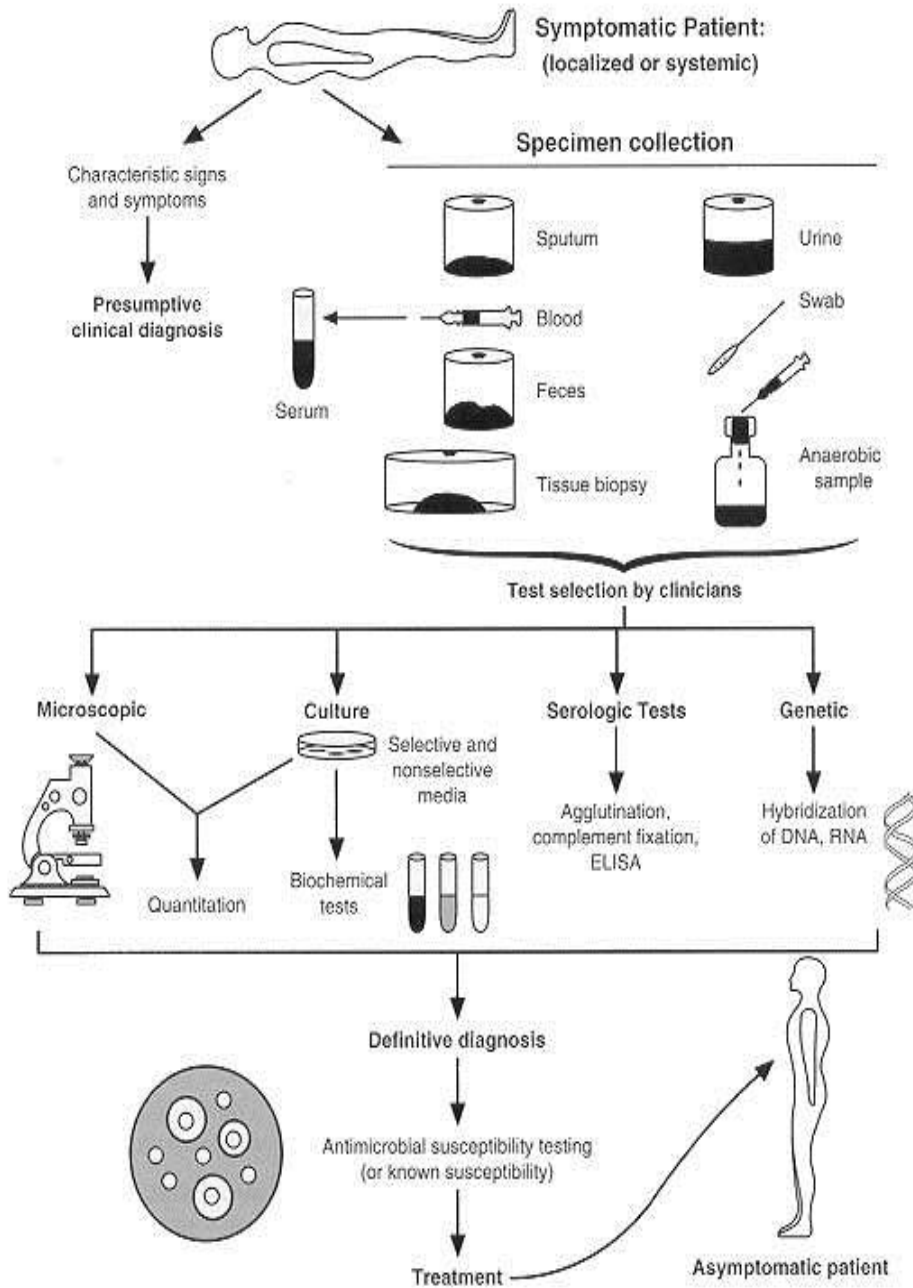 Symptomatic Patient:
(localized or systemic)
Specimen collection
Characteristic signs
and symptoms
Presumptive
clinical diagnosis
Sputum
Urine
Blood
Swab
Serum
Feces
Tissue biopsy
Anaerobic
sample
Test selection by clinicians
Microscopic
Culture
Serologic Tests
Genetic
Selective and
nonselective
media
Agglutination,
complement fixation,
ELISA
Hybridization
of DNA, RNA
Quantitation
Biochemical
tests
Definitive diagnosis
Antimicrobial susceptibility testing
(or known susceptibility)
Treatment
Asymptomatic patient